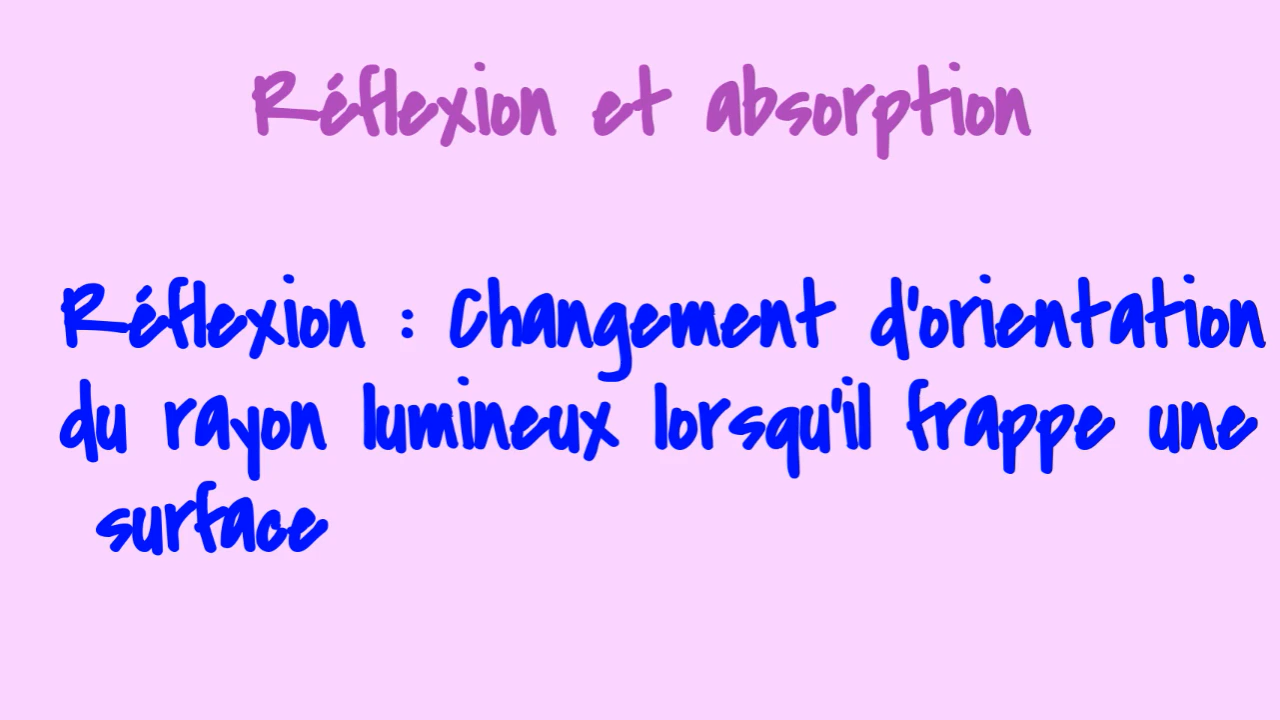 Réflexion et absorption
Réflexion : Changement d'orientation
du rayon lumineux lorsqu'il frappe une
surface